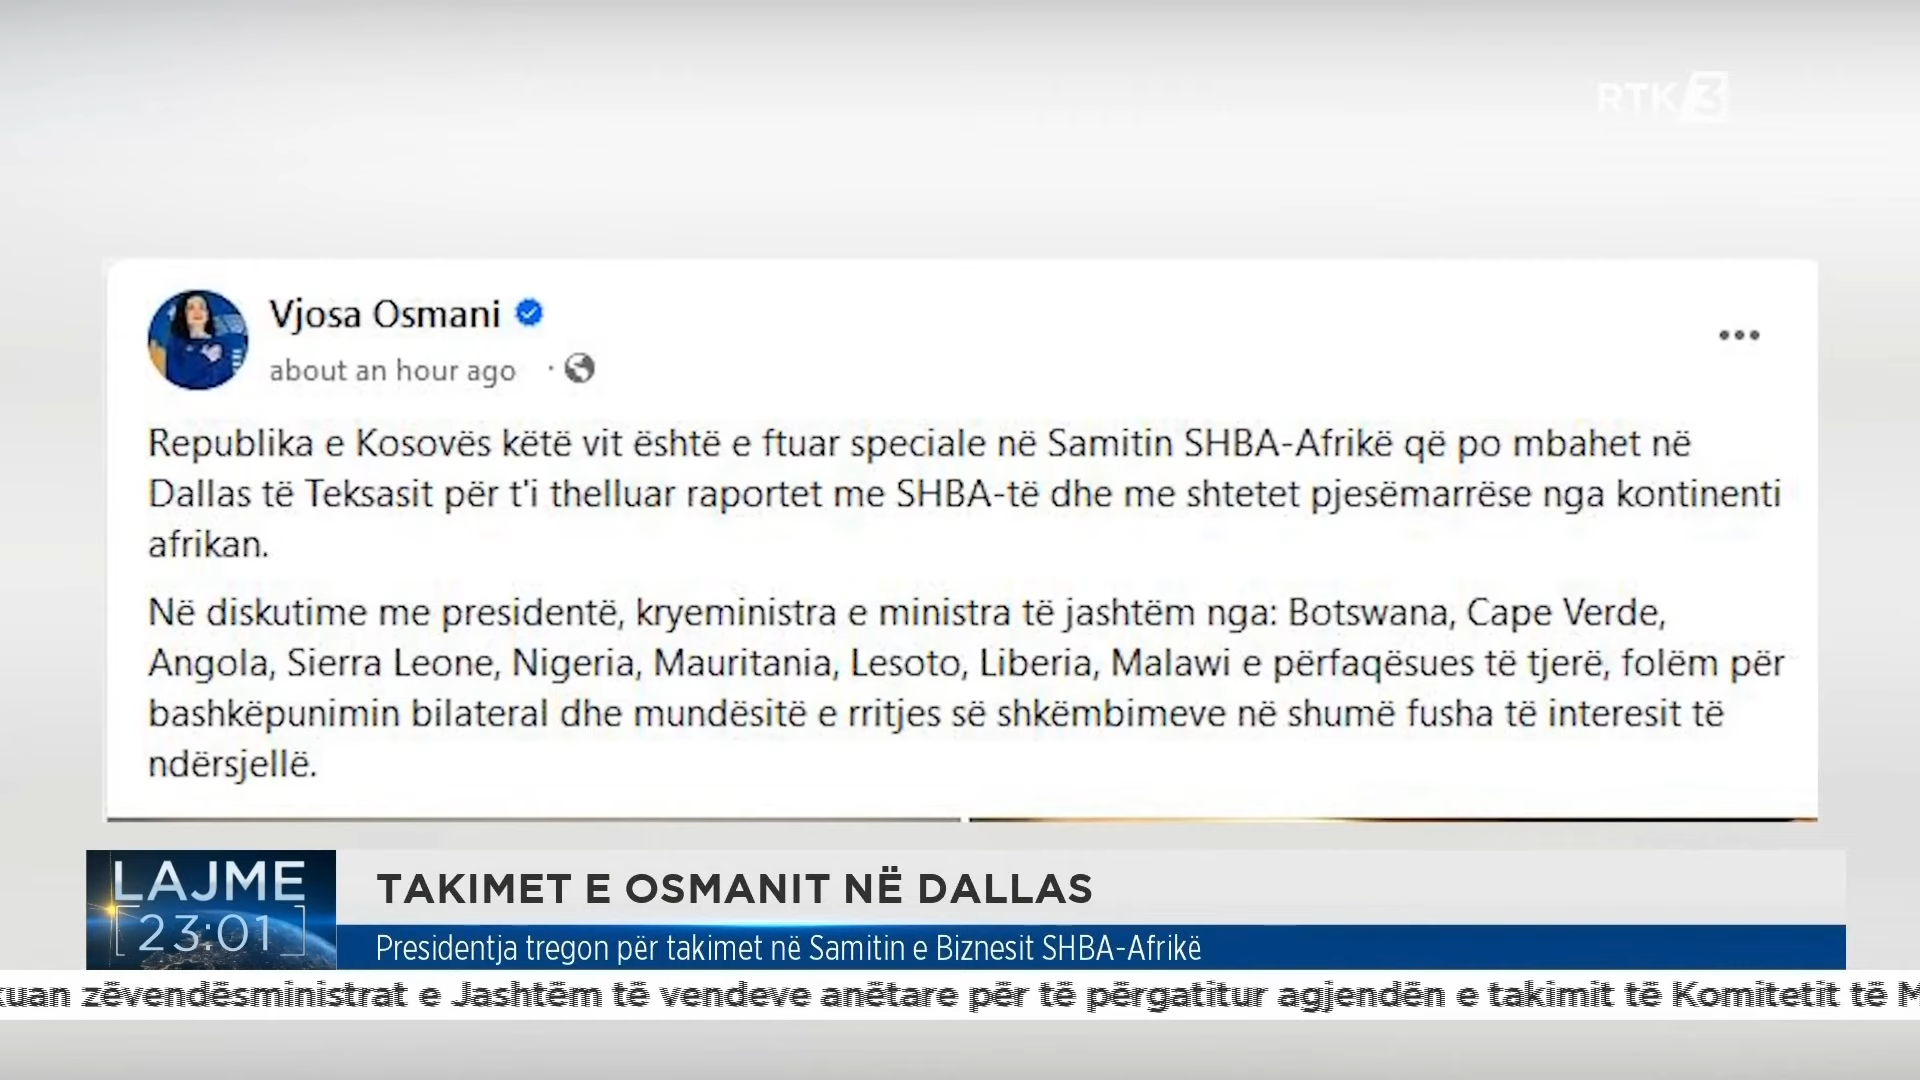 RTK 3
Vjosa Osmani
about an hour ago ·
Republika e Kosovës këtë vit është e ftuar speciale në Samitin SHBA-Afrikë që po mbahet në
Dallas të Teksasit për t'i thelluar raportet me SHBA-të dhe me shtetet pjesëmarrëse nga kontinenti
afrikan.
Në diskutime me presidentë, kryeministra e ministra të jashtëm nga: Botswana, Cape Verde,
Angola, Sierra Leone, Nigeria, Mauritania, Lesoto, Liberia, Malawi e përfaqësues të tjerë, folëm për
bashkëpunimin bilateral dhe mundësitë e rritjes së shkëmbimeve në shumë fusha të interesit të
ndërsjellë.
LAJME
23:01
TAKIMET E OSMANIT NË DALLAS
Presidentja tregon për takimet në Samitin e Biznesit SHBA-Afrikë
zëvendësministrat e Jashtëm të vendeve anëtare për të përgatitur agjendën e takimit të Komitetit të